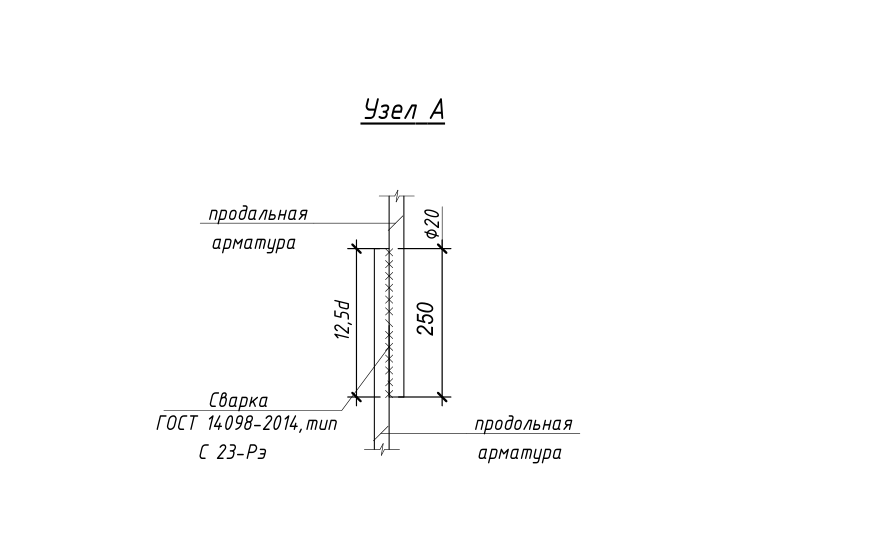 Узел А
продальная
арматура
ф20
12,5d
250
Сварка
ГОСТ 14098-2014,тип
С 23-Рэ
продольная
арматура